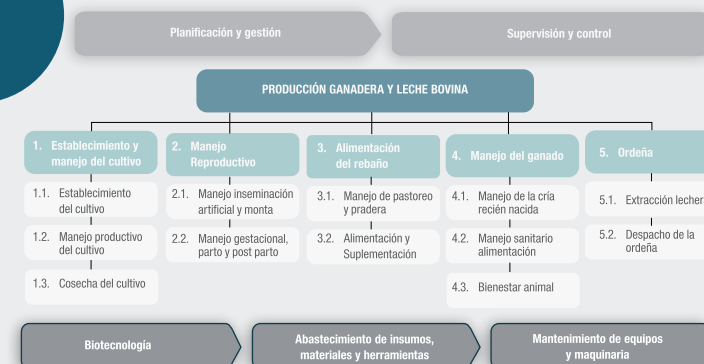 Planificación y gestión
Supervisión y control
PRODUCCIÓN GANADERA Y LECHE BOVINA
1. Establecimiento y
manejo del cultivo
1.1. Establecimiento
del cultivo
1.2. Manejo productivo
del cultivo
1.3. Cosecha del cultivo
2. Manejo
Reproductivo
2.1. Manejo inseminación
artificial y monta
2.2. Manejo gestacional,
parto y post parto
3. Alimentación
del rebaño
3.1. Manejo de pastoreo
y pradera
3.2. Alimentación y
Suplementación
4. Manejo del ganado
4.1. Manejo de la cría
recién nacida
4.2. Manejo sanitario
alimentación
4.3. Bienestar animal
5. Ordeña
5.1. Extracción lechera
5.2. Despacho de la
ordeña
Biotecnología
Abastecimiento de insumos,
materiales y herramientas
Mantenimiento de equipos
y maquinaria